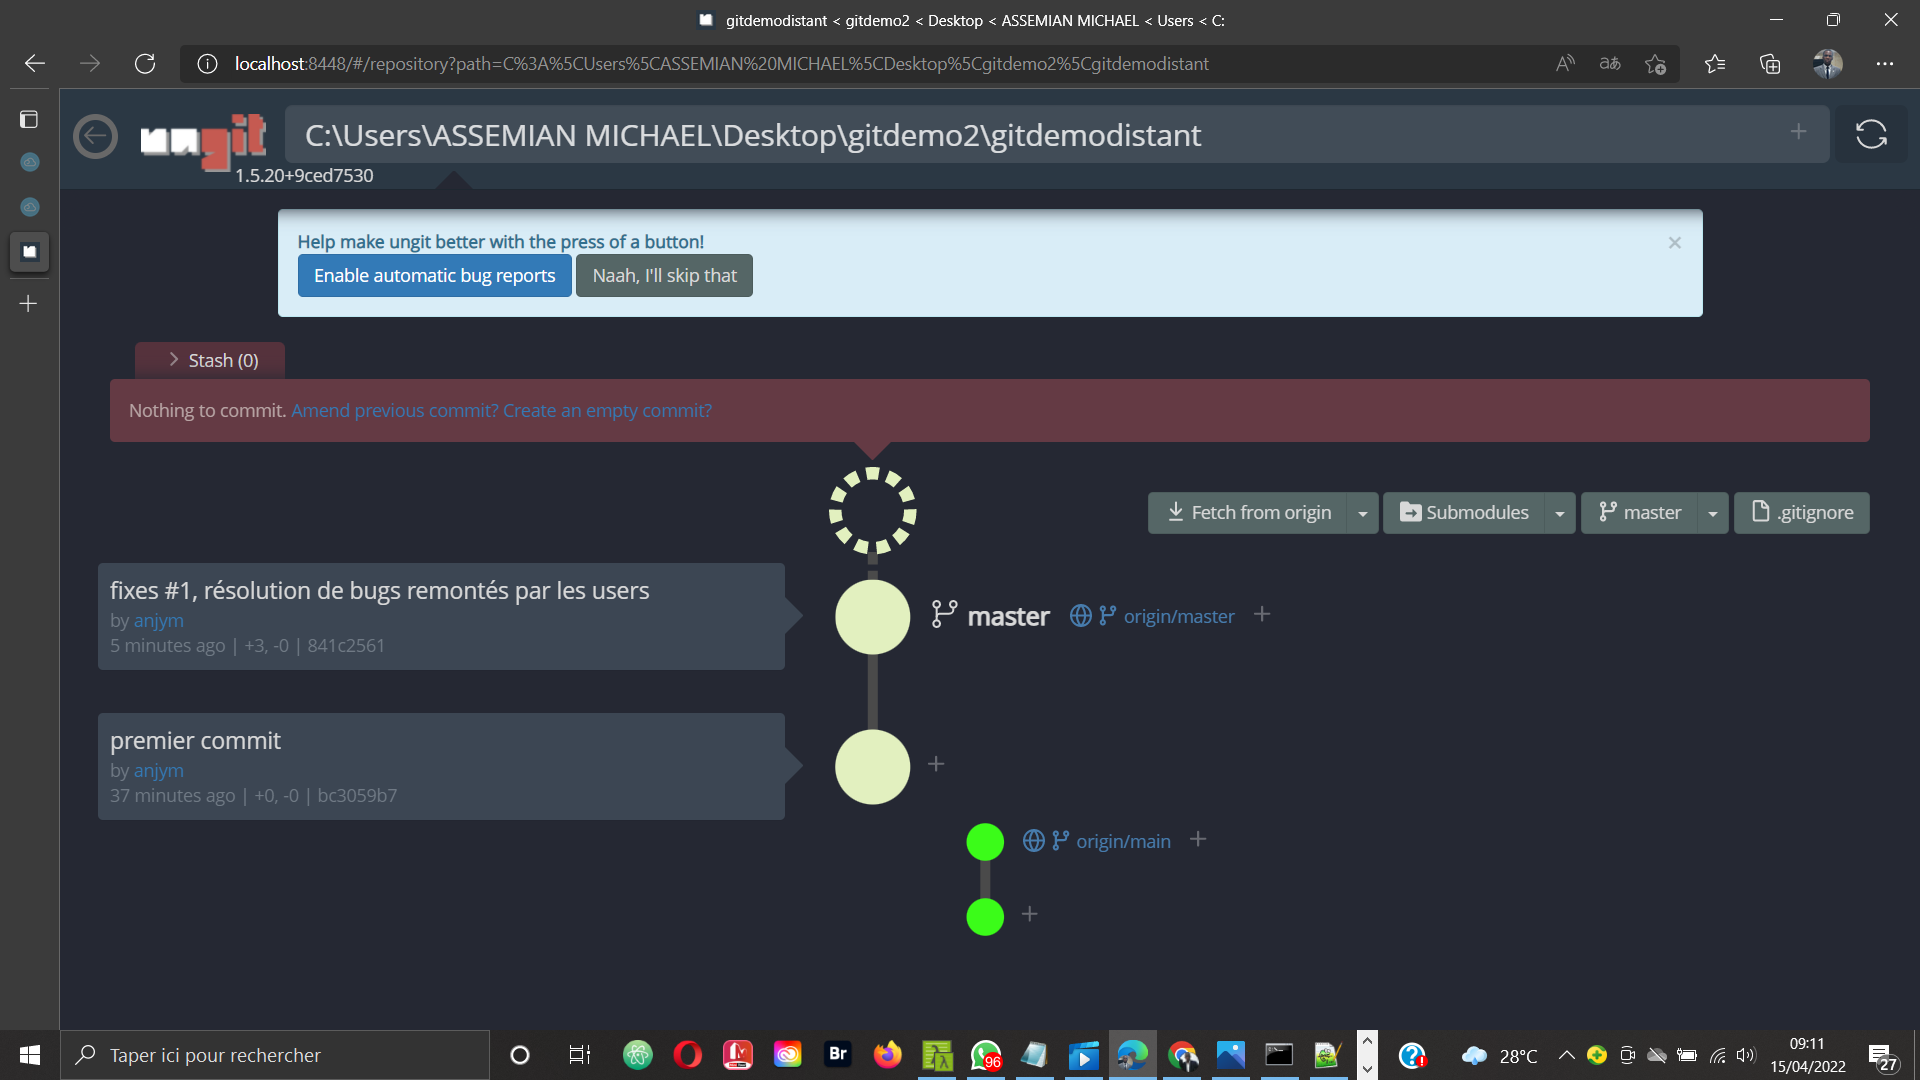 gitdemodistant < gitdemo2 < Desktop < ASSEMIAN MICHAEL < Users < C:
localhost:8448/#/repository?path=C%3A%5CUsers%5CASSEMIAN%20MICHAEL%5CDesktop%5Cgitdemo2%5Cgitdemodistant
ungit
C:\Users\ASSEMIAN MICHAEL\Desktop\gitdemo2\gitdemodistant
1.5.20+9ced7530
Help make ungit better with the press of a button!
Enable automatic bug reports
Naah, I'll skip that
Stash (0)
Nothing to commit. Amend previous commit? Create an empty commit?
Fetch from origin
Submodules
master
.gitignore
fixes #1, résolution de bugs remontés par les users
by anjym
5 minutes ago | +3, -0 | 841c2561
master
origin/master
premier commit
by anjym
37 minutes ago | +0, -0 | bc3059b7
origin/main
Taper ici pour rechercher
Br
96
28°C
09:11
15/04/2022
27